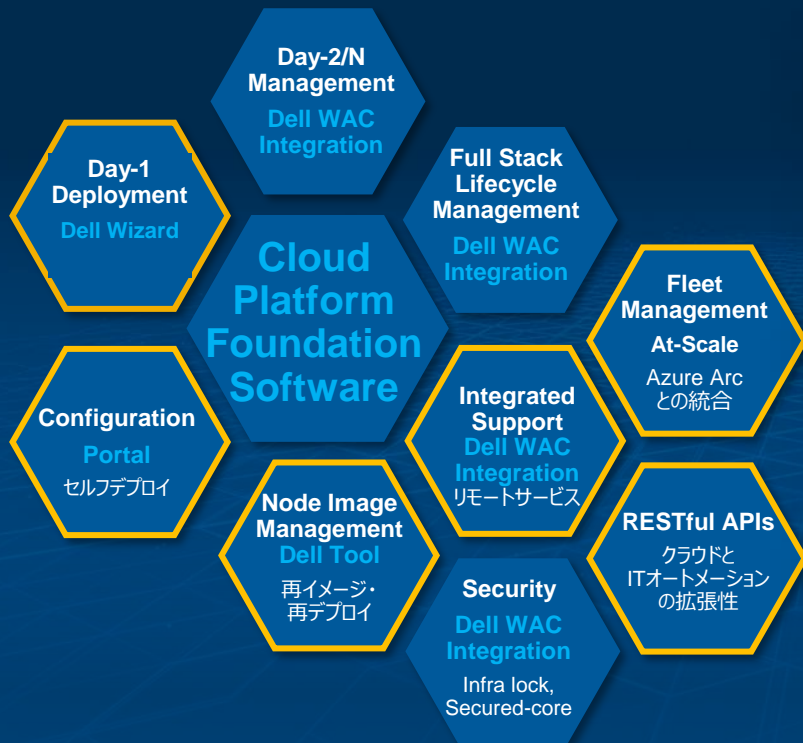 Day-2/N
Management
Dell WAC
Integration
Day-1
Deployment
Dell Wizard
Full Stack
Lifecycle
Management
Dell WAC
Integration
Cloud
Platform
Foundation
Software
Fleet
Management
At-Scale
Azure Arc
との統合
Configuration
Portal
セルフデプロイ
Integrated
Support
Dell WAC
Integration
リモートサービス
Node Image
Management
Dell Tool
再イメージ・
再デプロイ
RESTful APIs
クラウドと
ITオートメーション
の拡張性
Security
Dell WAC
Integration
Infra lock,
Secured-core